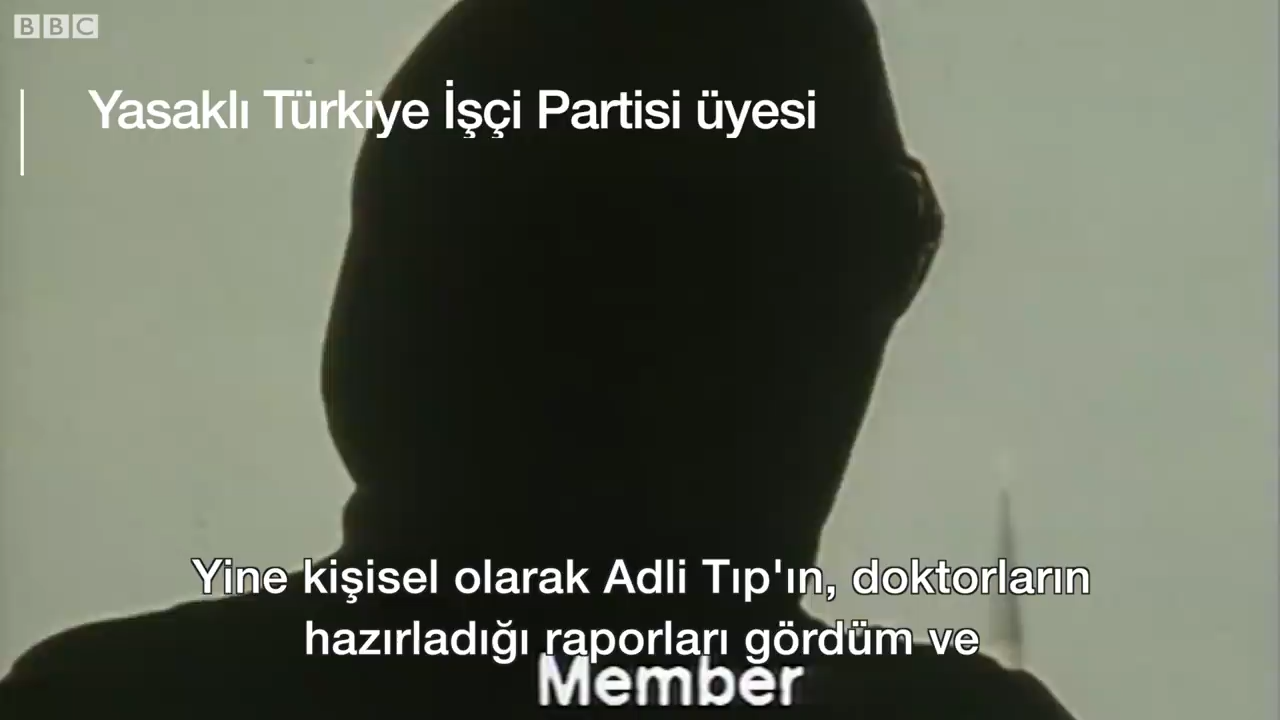 BBC
Yasaklı Türkiye İşçi Partisi üyesi
Yine kişisel olarak Adli Tıp'ın, doktorların
hazırladığı raporları gördüm ve
Member